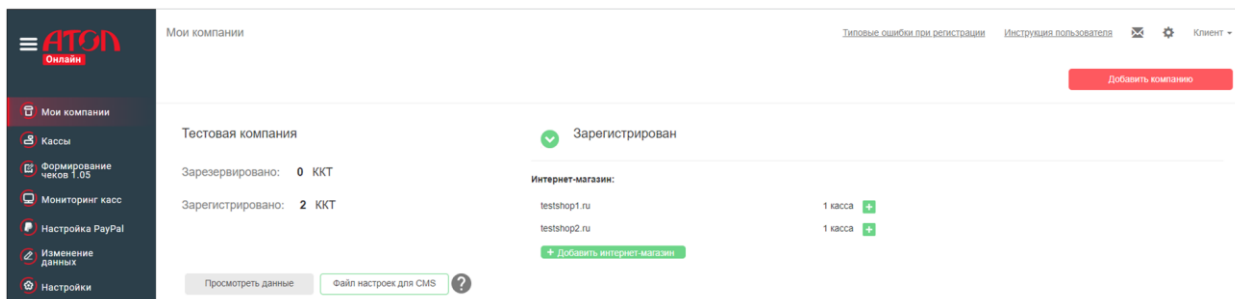 АТОЛ
Онлайн
Мои компании
Типовые ошибки при регистрации
Инструкция пользователя
Клиент
Добавить компанию
Мои компании
Кассы
Формирование
чеков 1.05
Мониторинг касс
Настройка PayPal
Изменение
данных
Настройки
Тестовая компания
Зарегистрирован
Зарезервировано: 0 ККТ
Зарегистрировано: 2 ККТ
Интернет-магазин:
testshop1.ru 1 касса +
testshop2.ru 1 касса +
+ Добавить интернет-магазин
Просмотреть данные
Файл настроек для CMS
?